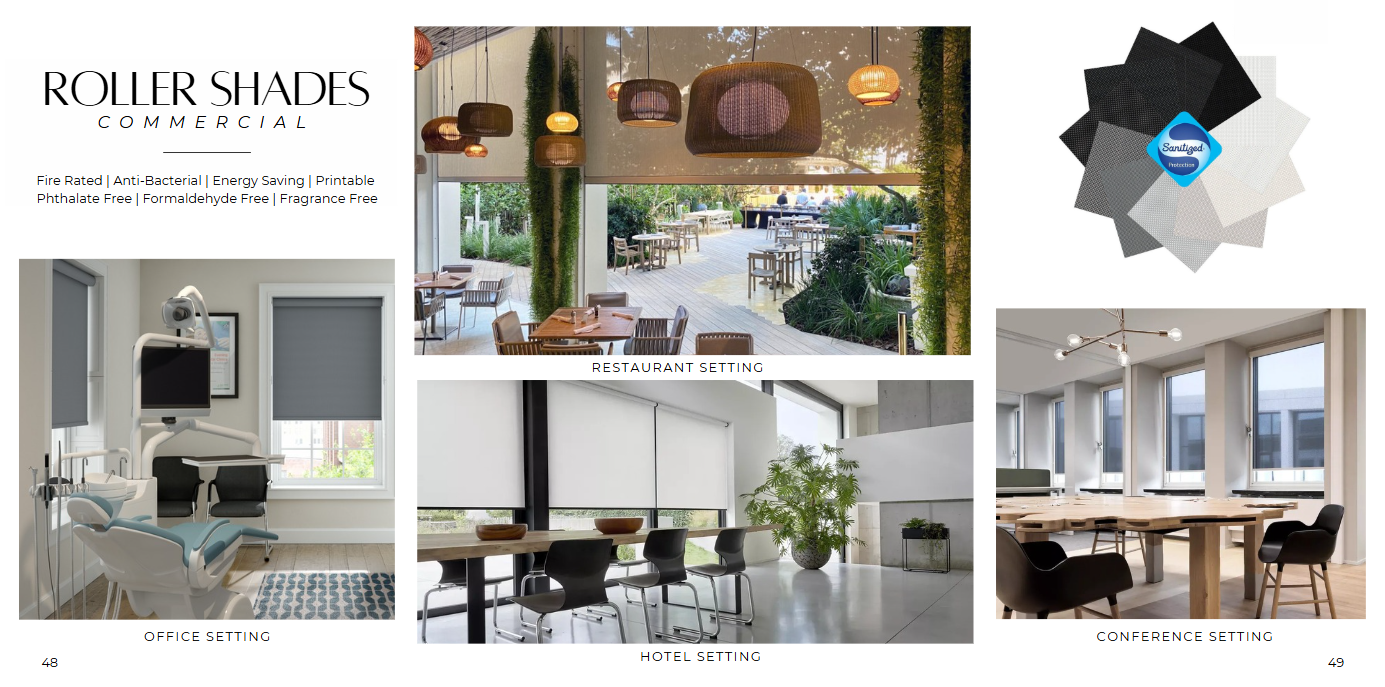 ROLLER SHADES
COMMERCIAL
Fire Rated | Anti-Bacterial | Energy Saving | Printable
Phthalate Free | Formaldehyde Free | Fragrance Free
OFFICE SETTING
48
RESTAURANT SETTING
HOTEL SETTING
Sanitized
Protection
CONFERENCE SETTING
49